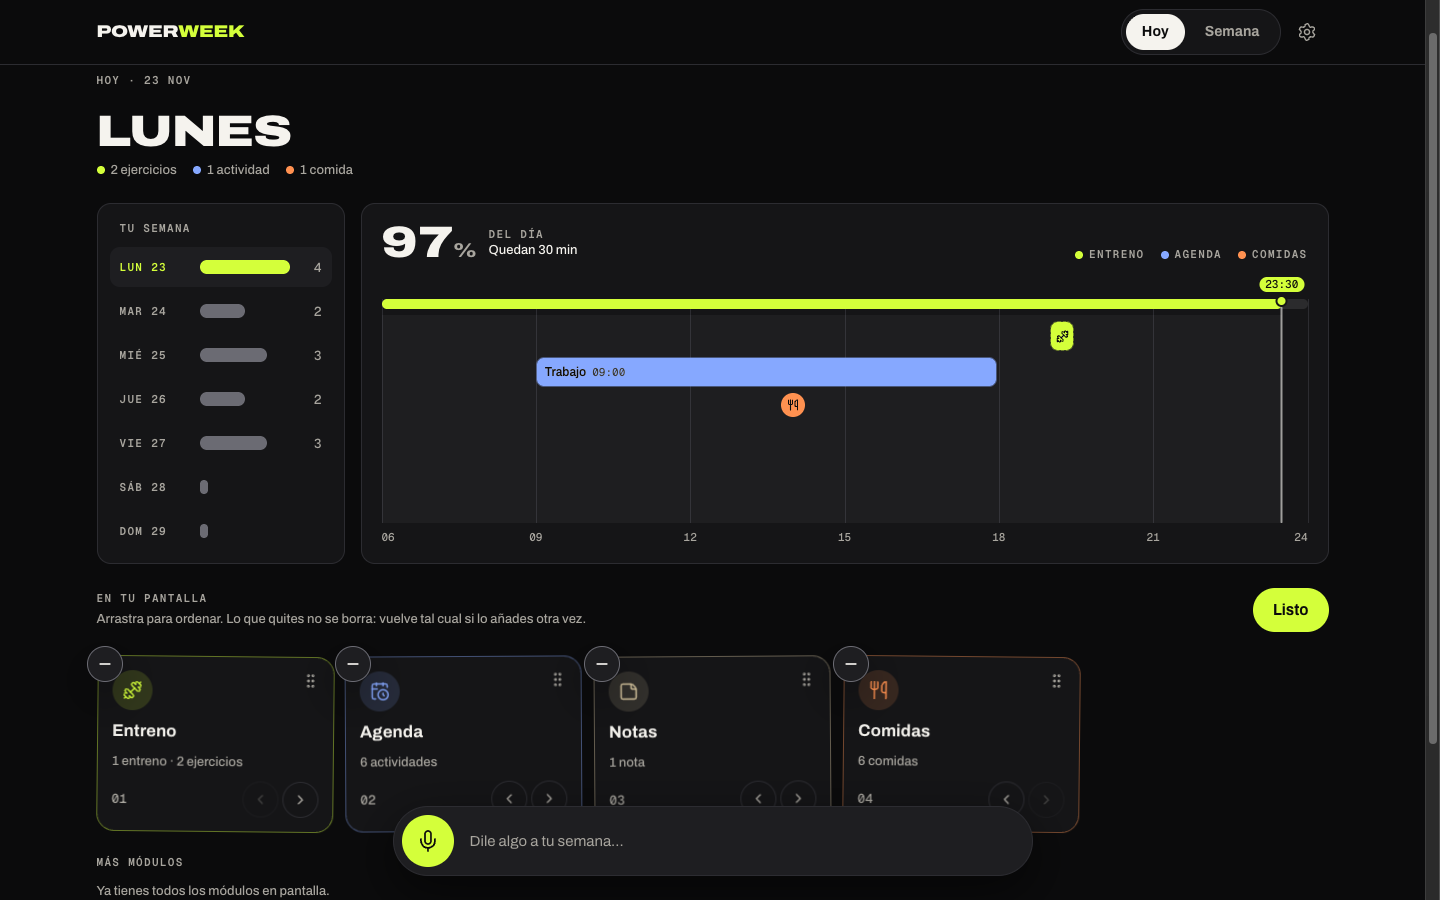 POWERWEEK
Hoy Semana
HOY · 23 NOV
LUNES
2 ejercicios 1 actividad 1 comida
TU SEMANA
LUN 23 4
MAR 24 2
MIÉ 25 3
JUE 26 2
VIE 27 3
SÁB 28
DOM 29
97%
DEL DÍA
Quedan 30 min
ENTRENO AGENDA COMIDAS
23:30
Trabajo 09:00
06 09 12 15 18 21 24
EN TU PANTALLA
Arrastra para ordenar. Lo que quites no se borra: vuelve tal cual si lo añades otra vez.
Listo
Entreno
1 entreno · 2 ejercicios
01
Agenda
6 actividades
02
Notas
1 nota
03
Comidas
6 comidas
04
Dile algo a tu semana...
MÁS MÓDULOS
Ya tienes todos los módulos en pantalla.